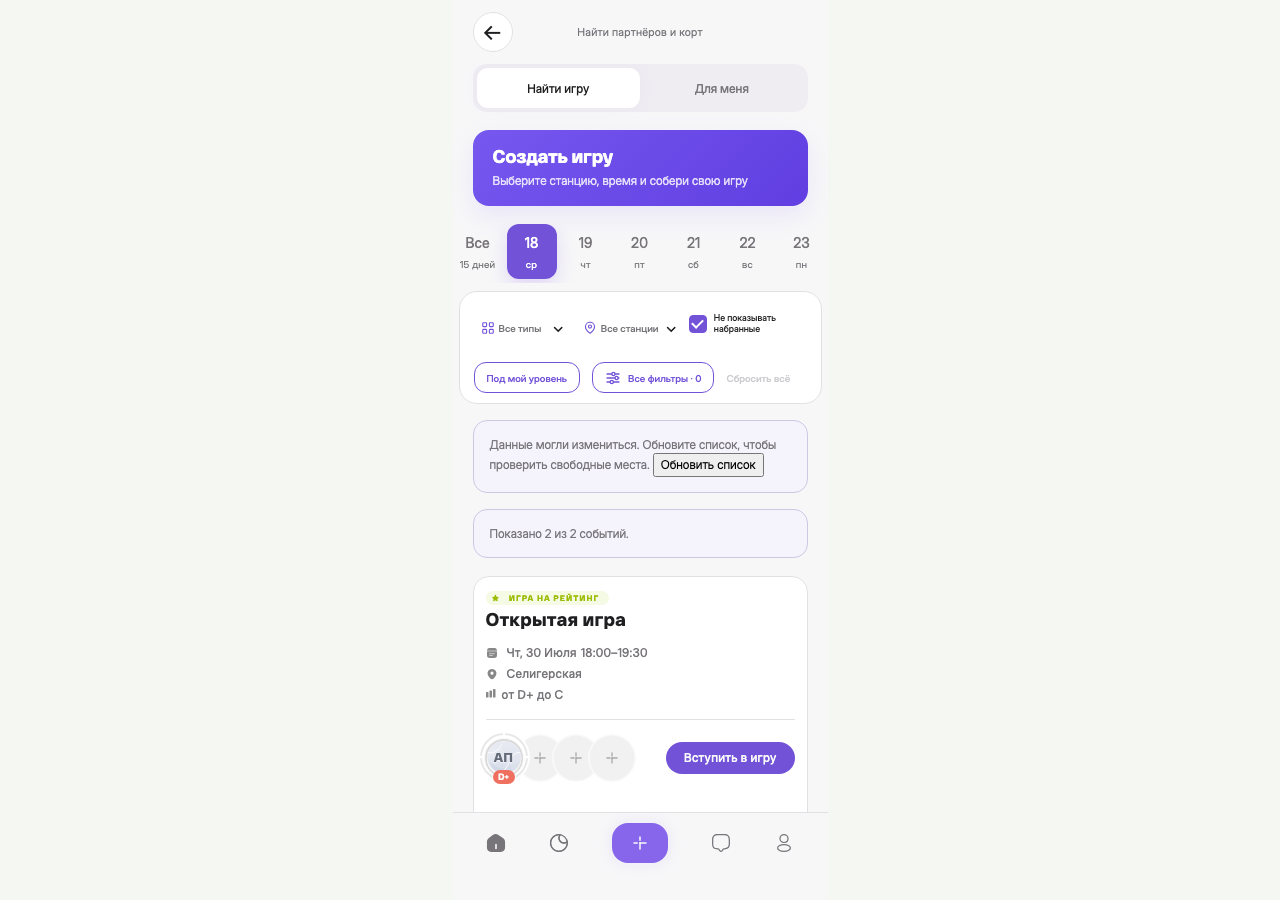 Найти партнёров и корт
Найти игру
Для меня
Создать игру
Выберите станцию, время и собери свою игру
Все 18 19 20 21 22 23
15 дней ср чт пт сб вс пн
Все типы
Все станции
Не показывать
набранные
Под мой уровень
Все фильтры · 0
Сбросить всё
Данные могли измениться. Обновите список, чтобы
проверить свободные места. Обновить список
Показано 2 из 2 событий.
ИГРА НА РЕЙТИНГ
Открытая игра
Чт, 30 Июля 18:00–19:30
Селигерская
от D+ до C
АП
D+
Вступить в игру